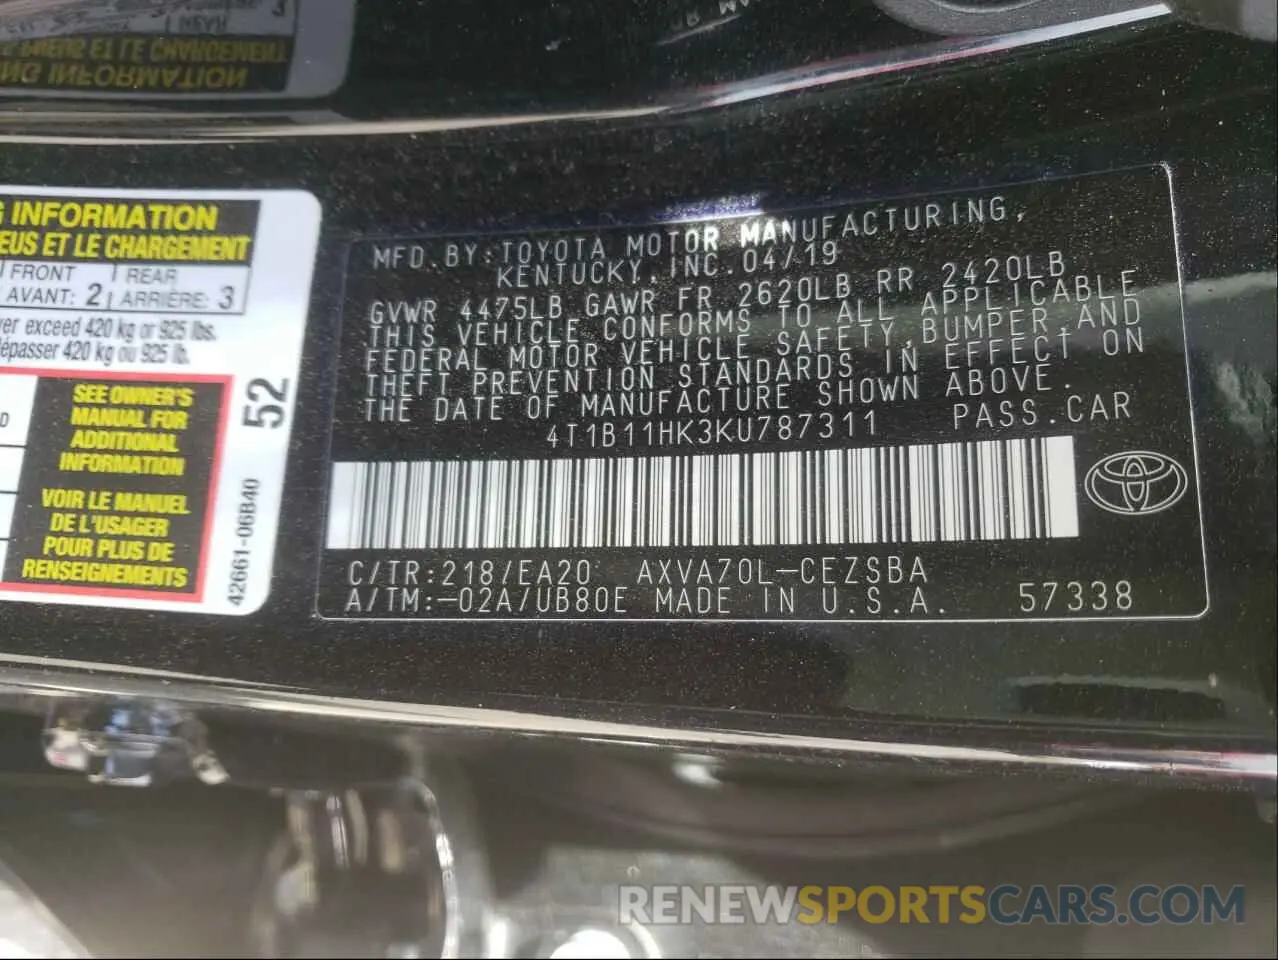 INFORMATION
EUS ET LE CHARGEMENT
FRONT REAR
AVANT: 2 ARRIÈRE: 3
exceed 420 kg or 925 lbs.
dépasser 420 kg ou 925 lb.
SEE OWNER'S
MANUAL FOR
ADDITIONAL
INFORMATION
VOIR LE MANUEL
DE L'USAGER
POUR PLUS DE
RENSEIGNEMENTS
52
42661-06B40
MFD. BY: TOYOTA MOTOR MANUFACTURING,
KENTUCKY, INC. 04/19
GVWR 4475LB GAWR FR 2620LB RR 2420LB
THIS VEHICLE CONFORMS TO ALL APPLICABLE
FEDERAL MOTOR VEHICLE SAFETY, BUMPER, AND
THEFT PREVENTION STANDARDS IN EFFECT ON
THE DATE OF MANUFACTURE SHOWN ABOVE.
4T1B11HK3KU787311 PASS. CAR
C/TR:218/EA20 AXVA70L-CEZSBA
A/TM:-02A/UB80E MADE IN U.S.A. 57338
RENEWSPORTSCARS.COM